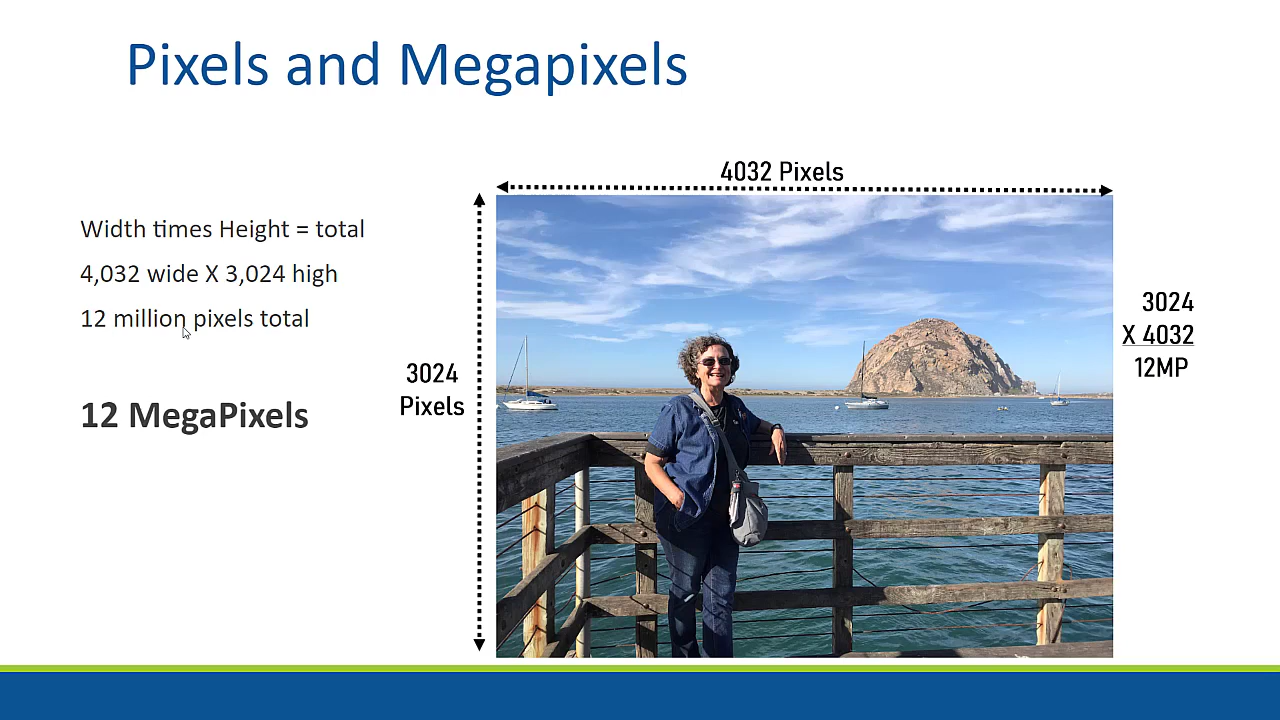 Pixels and Megapixels
Width times Height = total
4,032 wide X 3,024 high
12 million pixels total
12 MegaPixels
4032 Pixels
3024
Pixels
3024
X 4032
12MP